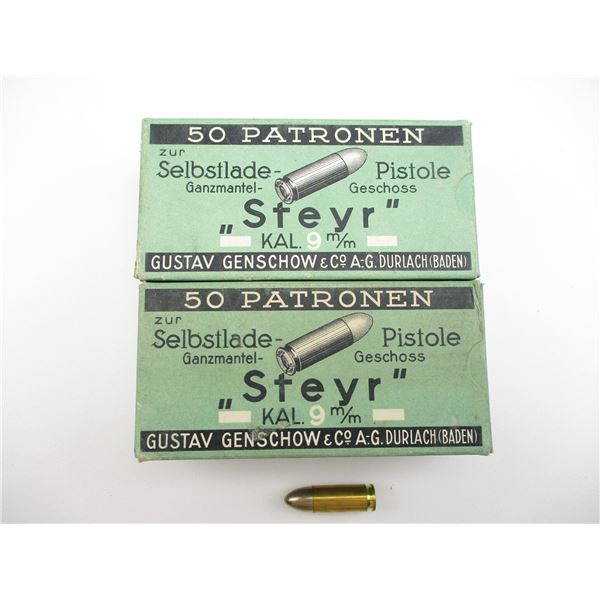 50 PATRONEN
zur
Selbstlade- Pistole
Ganzmantel- Geschoss
„Steyr"
KAL. 9 m/m
GUSTAV GENSCHOW & Cº A.-G. DURLACH (BADEN)
50 PATRONEN
zur
Selbstlade- Pistole
Ganzmantel- Geschoss
„Steyr"
KAL. 9 m/m
GUSTAV GENSCHOW & Cº A.-G. DURLACH (BADEN)